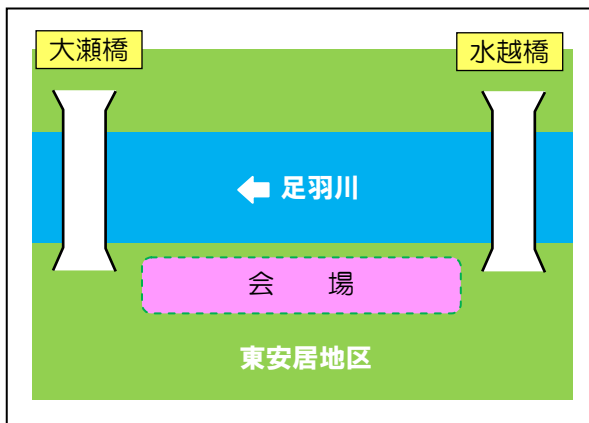 大瀬橋
水越橋
足羽川
会　場
東安居地区